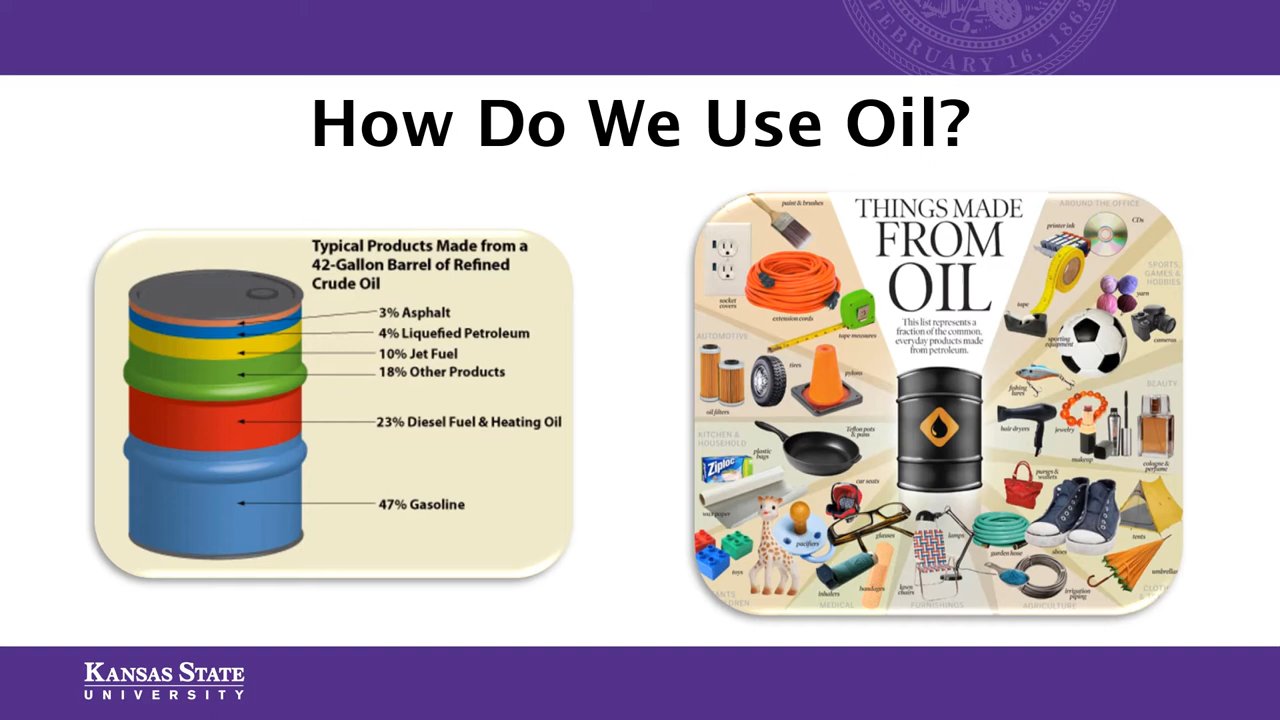 FEBRUARY 16, 1863
How Do We Use Oil?
Typical Products Made from a
42-Gallon Barrel of Refined
Crude Oil
3% Asphalt
4% Liquefied Petroleum
10% Jet Fuel
18% Other Products
23% Diesel Fuel & Heating Oil
47% Gasoline
THINGS MADE
FROM
OIL
This list represents a
fraction of the common,
everyday products made
from petroleum.
paint & brushes
socket
covers
extension cords
tape measures
AUTOMOTIVE
oil filters
tires
pylons
KITCHEN &
HOUSEHOLD
plastic
bags
Ziploc
Teflon pots
& pans
wax paper
car seats
toys
pacifiers
glasses
inhalers
bandages
MEDICAL
lamps
lawn
chairs
FURNISHINGS
AROUND THE OFFICE
printer ink
CDs
tape
SPORTS,
GAMES &
HOBBIES
yarn
sporting
equipment
cameras
fishing
lures
BEAUTY
hair dryers
jewelry
makeup
cologne &
perfume
purses &
wallets
garden hose
shoes
tents
irrigation
piping
umbrellas
AGRICULTURE
KANSAS STATE
UNIVERSITY